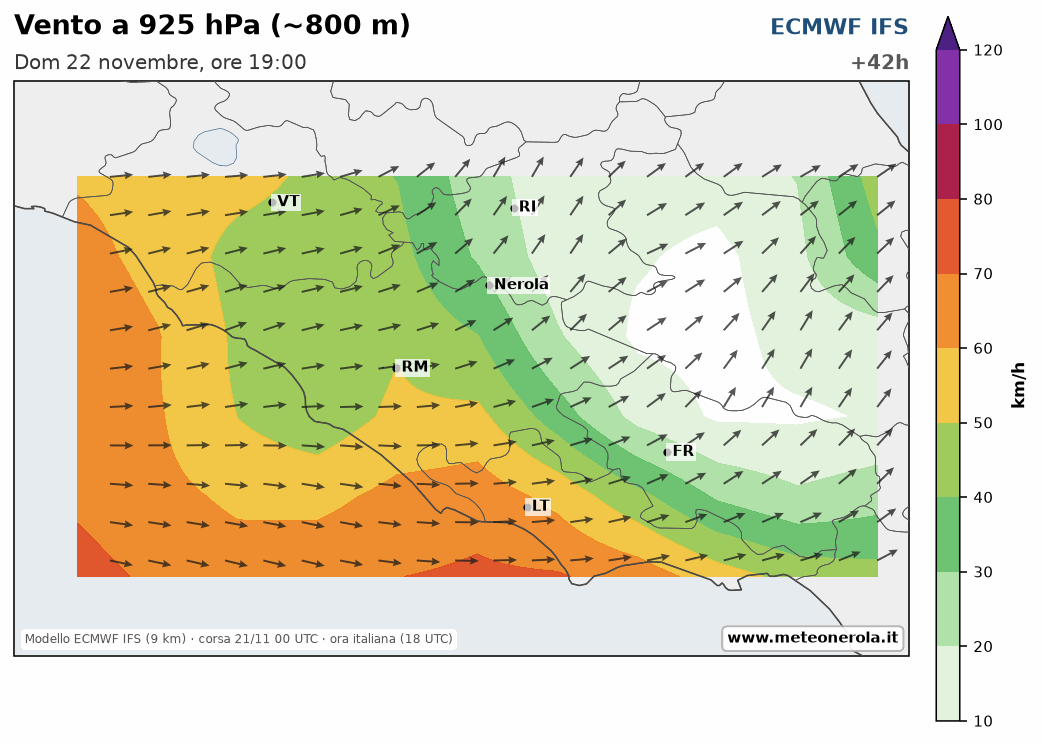 Vento a 925 hPa (~800 m)
ECMWF IFS
Dom 22 novembre, ore 19:00
+42h
VT
RI
Nerola
RM
FR
LT
120
100
80
70
60
50
40
30
20
10
km/h
Modello ECMWF IFS (9 km) · corsa 21/11 00 UTC · ora italiana (18 UTC)
www.meteonerola.it